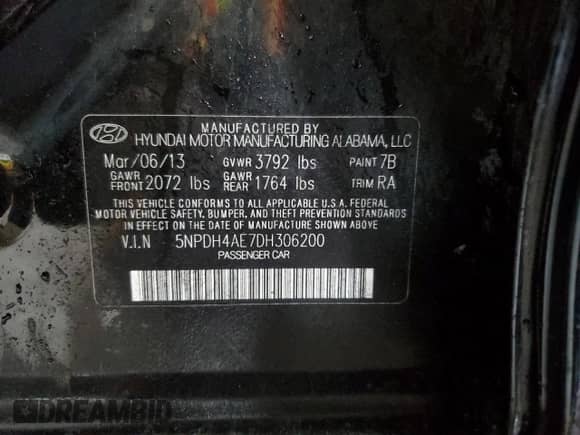 MANUFACTURED BY
HYUNDAI MOTOR MANUFACTURING ALABAMA, LLC
Mar/06/13 GVWR 3792 lbs PAINT 7B
GAWR FRONT 2072 lbs GAWR REAR 1764 lbs TRIM RA
THIS VEHICLE CONFORMS TO ALL APPLICABLE U.S.A. FEDERAL
MOTOR VEHICLE SAFETY, BUMPER, AND THEFT PREVENTION STANDARDS
IN EFFECT ON THE DATE OF MANUFACTURE SHOWN ABOVE.
V.I.N 5NPDH4AE7DH306200
PASSENGER CAR
DREAMBID